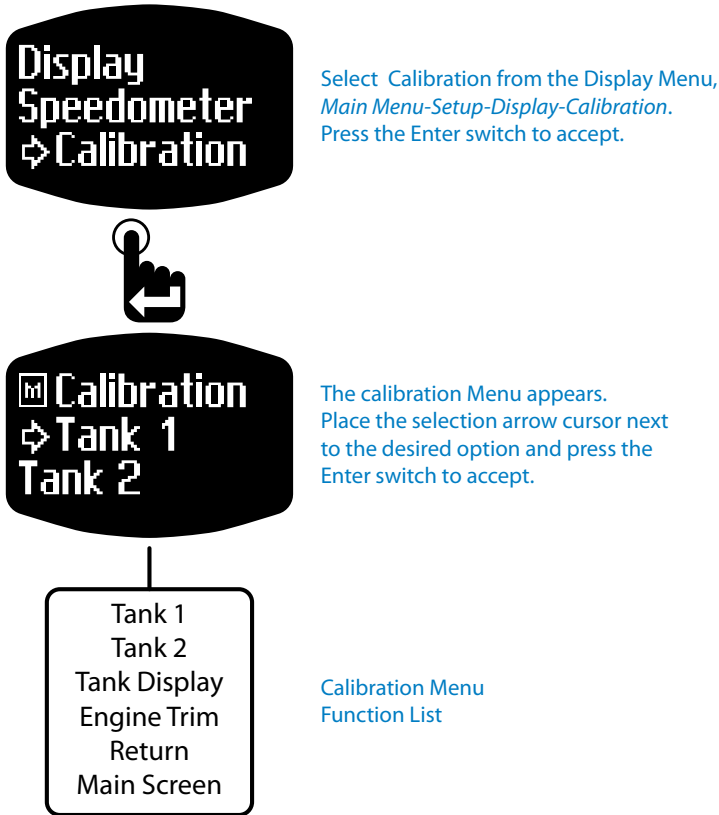 Display
Speedometer
➪Calibration
Select Calibration from the Display Menu,
Main Menu-Setup-Display-Calibration.
Press the Enter switch to accept.
M Calibration
➪Tank 1
Tank 2
The calibration Menu appears.
Place the selection arrow cursor next
to the desired option and press the
Enter switch to accept.
Tank 1
Tank 2
Tank Display
Engine Trim
Return
Main Screen
Calibration Menu
Function List